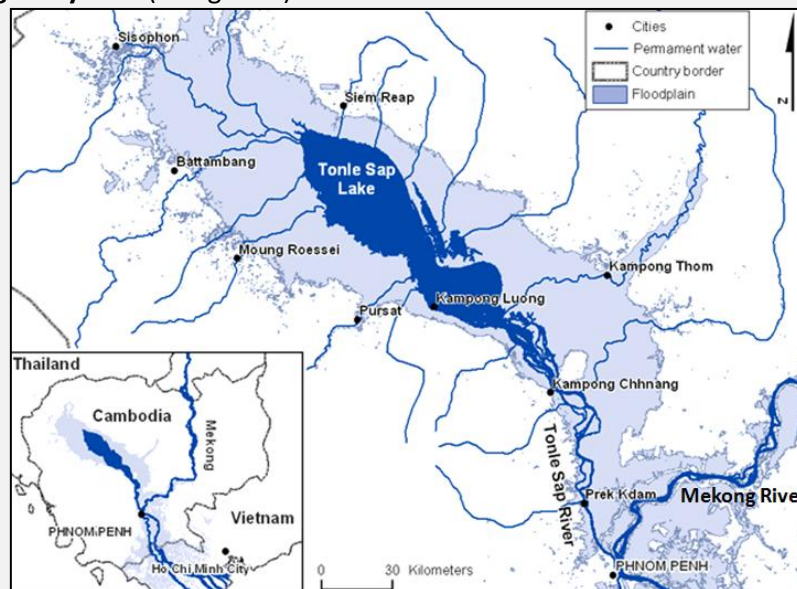 Sisophon
Siem Reap
Battambang
Tonle Sap
Lake
Moung Roessei
Pursat
Kampong Luong
Kampong Thom
Kampong Chhnang
Tonle Sap River
Prek Kdam
Mekong Rive
PHNOM PENH
Cities
Permament water
Country border
Floodplain
N
Thailand
Cambodia
Mekong
PHNOM PENH
Vietnam
Ho Chi Minh City
0 30 Kilometers